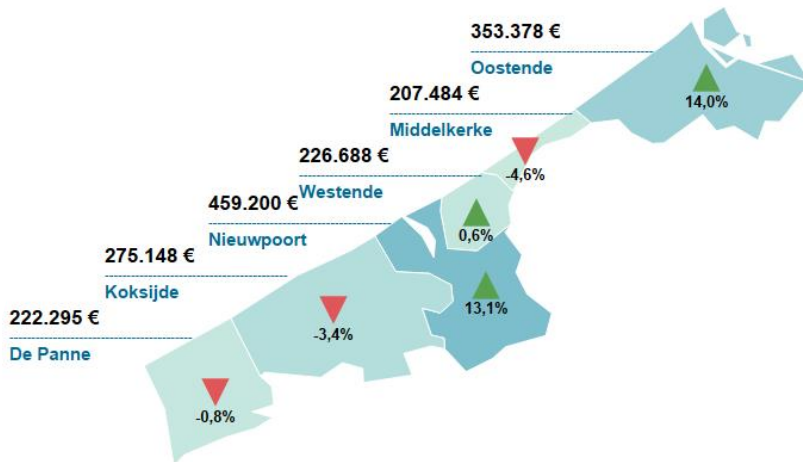 353.378 €
Oostende
14,0%
207.484 €
Middelkerke
-4,6%
226.688 €
Westende
0,6%
459.200 €
Nieuwpoort
13,1%
275.148 €
Koksijde
-3,4%
222.295 €
De Panne
-0,8%